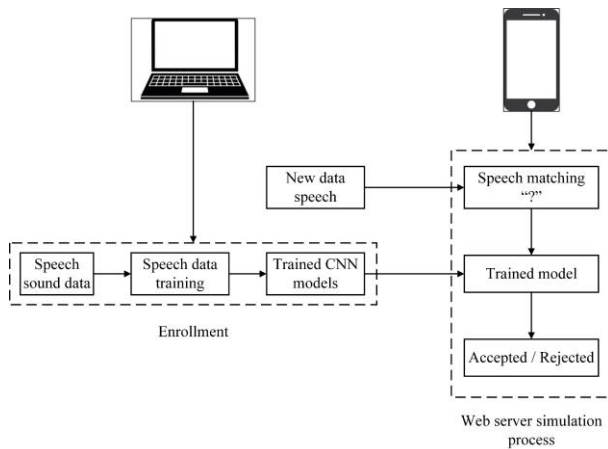 New data
speech
Speech matching
“?”
Speech
sound data
Speech data
training
Trained CNN
models
Trained model
Enrollment
Accepted / Rejected
Web server simulation
process